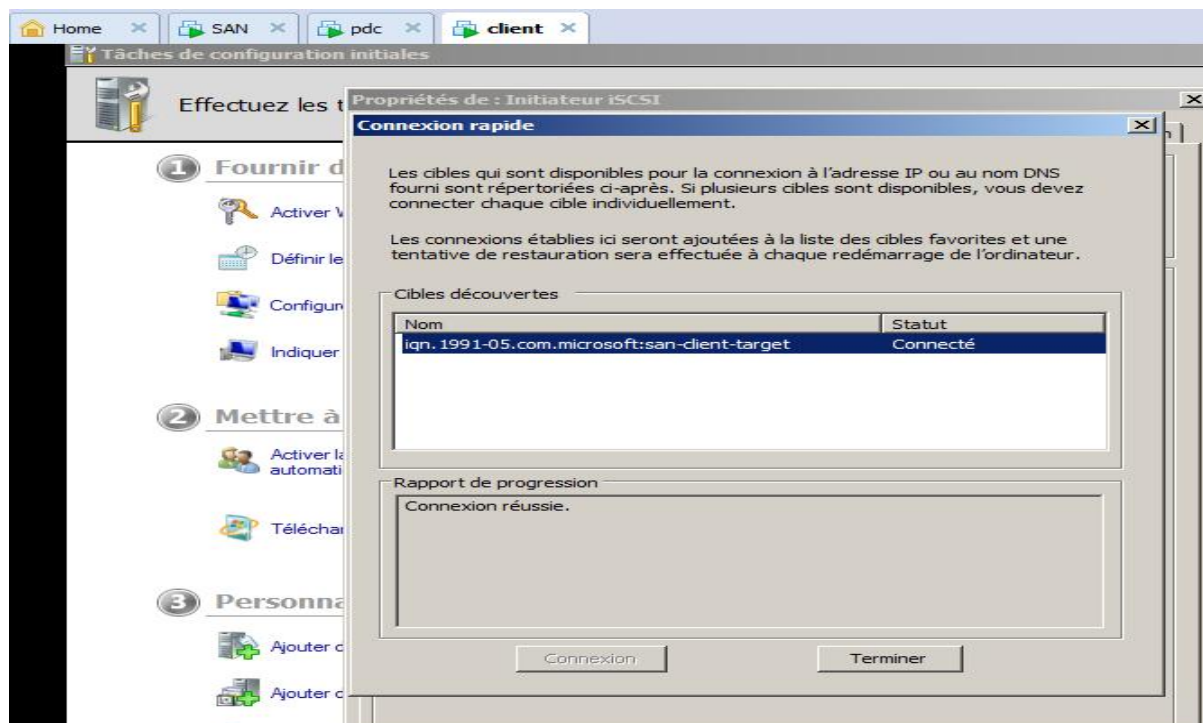 Home SAN pdc client
Tâches de configuration initiales
Effectuez les t
Propriétés de : Initiateur iSCSI
Connexion rapide
Les cibles qui sont disponibles pour la connexion à l'adresse IP ou au nom DNS
fourni sont répertoriées ci-après. Si plusieurs cibles sont disponibles, vous devez
connecter chaque cible individuellement.
Les connexions établies ici seront ajoutées à la liste des cibles favorites et une
tentative de restauration sera effectuée à chaque redémarrage de l'ordinateur.
Cibles découvertes
Nom Statut
iqn.1991-05.com.microsoft:san-client-target Connecté
Rapport de progression
Connexion réussie.
Connexion Terminer
1 Fournir d
Activer
Définir le
Configur
Indiquer
2 Mettre à
Activer la
automati
Téléchar
3 Personna
Ajouter
Ajouter